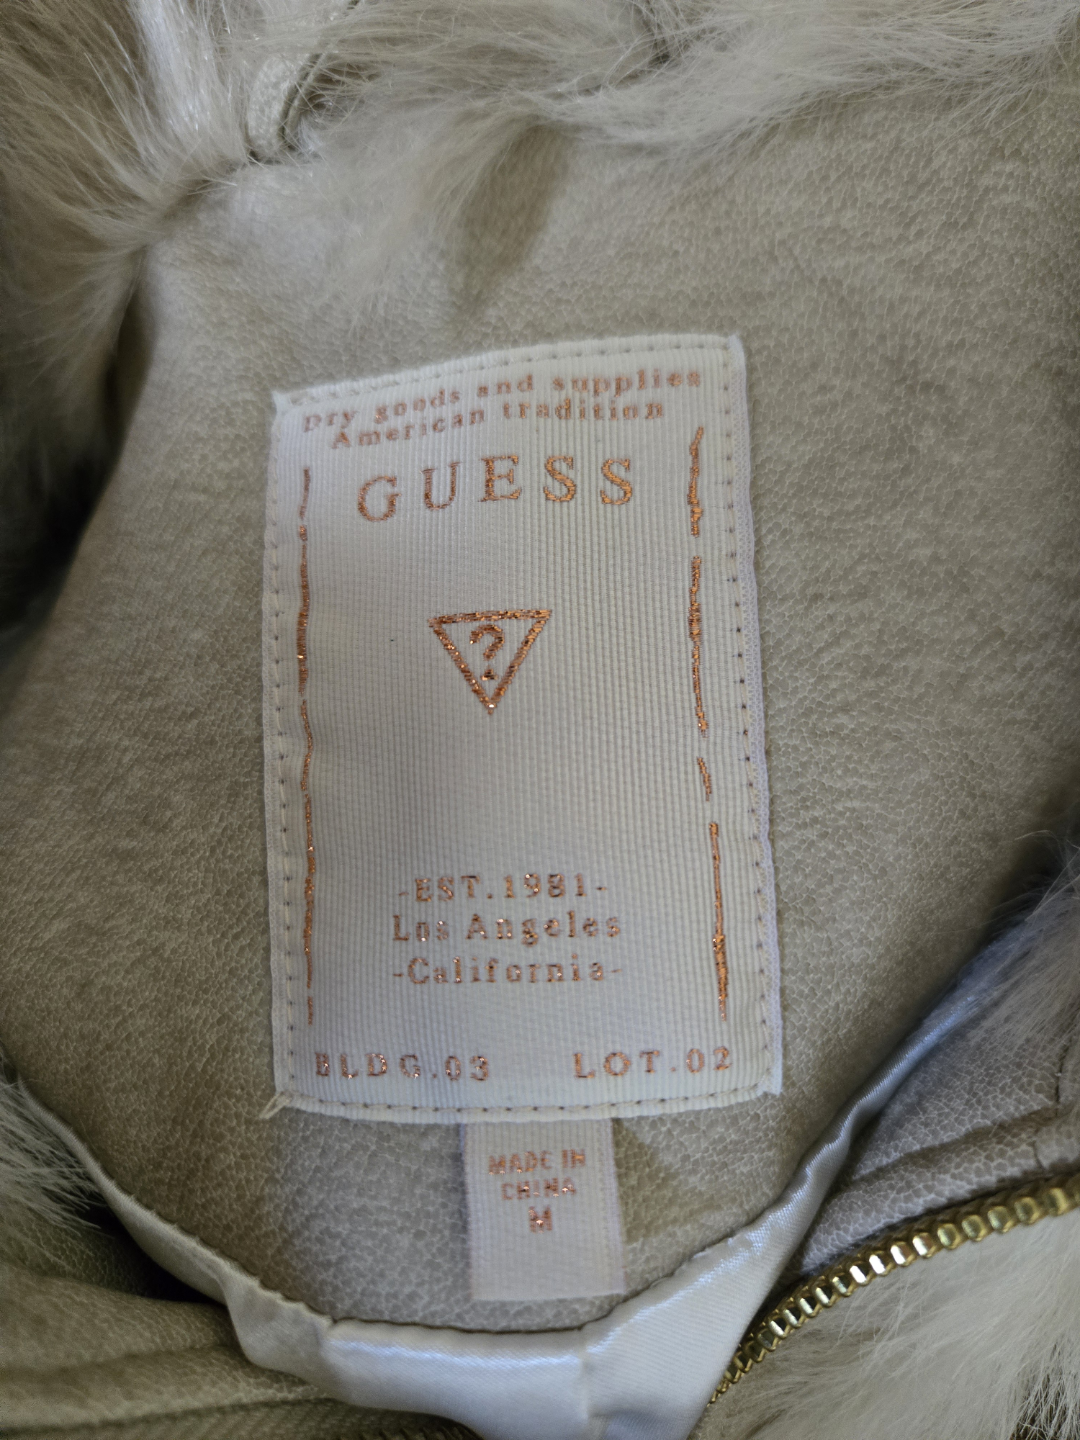 Dry goods and supplies
American tradition
GUESS
?
-EST.1981-
Los Angeles
-California-
BLDG.03 LOT.02
MADE IN
CHINA
M